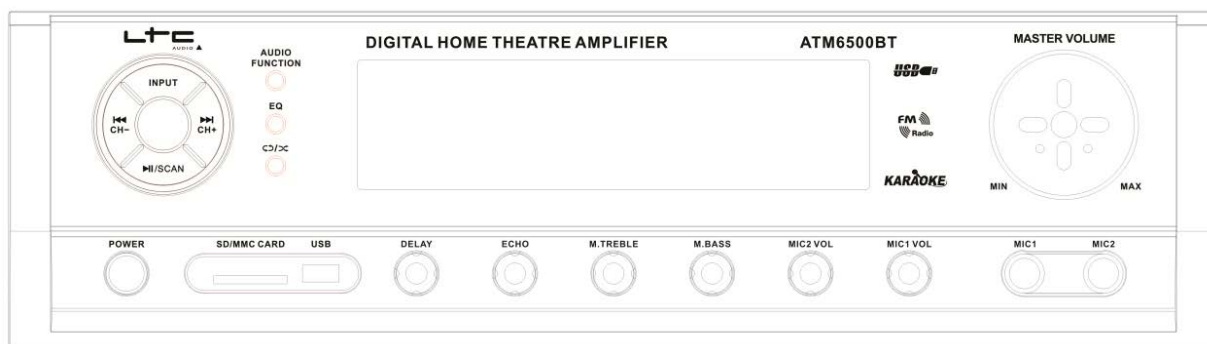 LTC
AUDIO
DIGITAL HOME THEATRE AMPLIFIER
ATM6500BT
MASTER VOLUME
AUDIO
FUNCTION
INPUT
CH-
CH+
/SCAN
EQ
USB
FM
Radio
KARAOKE
MIN
MAX
POWER
SD/MMC CARD
USB
DELAY
ECHO
M.TREBLE
M.BASS
MIC2 VOL
MIC1 VOL
MIC1
MIC2